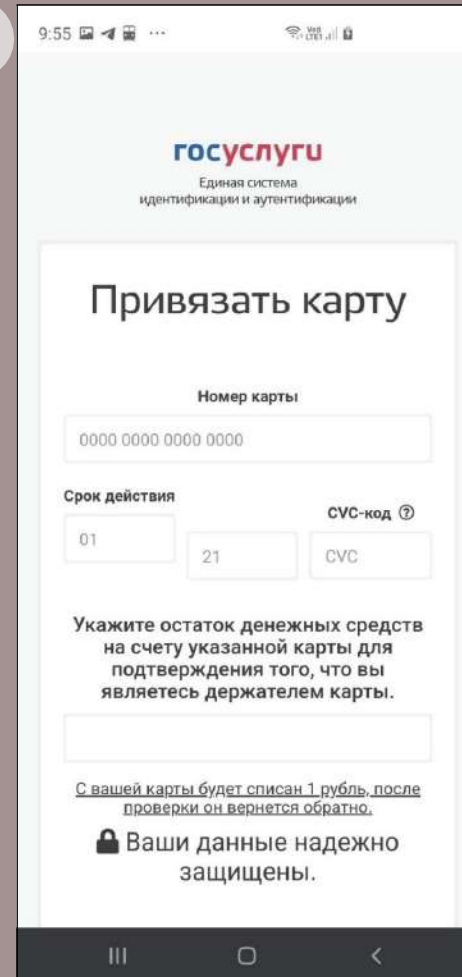 9:55
Vo))
LTE1
госуслуги
Единая система
идентификации и аутентификации
Привязать карту
Номер карты
0000 0000 0000 0000
Срок действия
CVC-код ?
01
21
CVC
Укажите остаток денежных средств
на счету указанной карты для
подтверждения того, что вы
являетесь держателем карты.
С вашей карты будет списан 1 рубль, после
проверки он вернется обратно.
Ваши данные надежно
защищены.